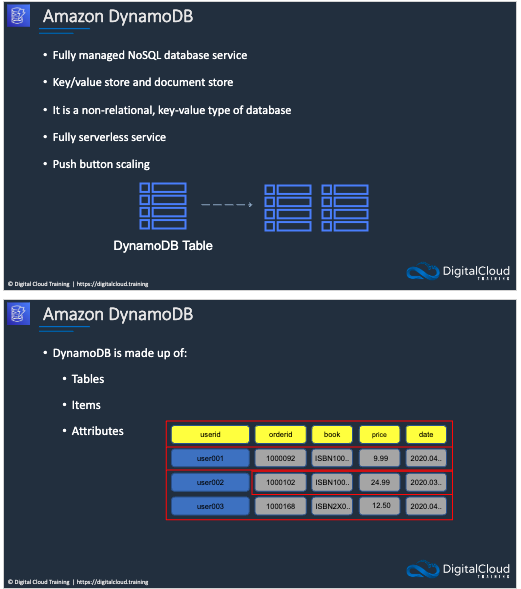 Amazon DynamoDB
• Fully managed NoSQL database service
• Key/value store and document store
• It is a non-relational, key-value type of database
• Fully serverless service
• Push button scaling
DynamoDB Table
DigitalCloud
TRAINING
© Digital Cloud Training | https://digitalcloud.training
Amazon DynamoDB
• DynamoDB is made up of:
• Tables
• Items
• Attributes
userid orderid book price date
user001 1000092 ISBN100.. 9.99 2020.04..
user002 1000102 ISBN100.. 24.99 2020.03..
user003 1000168 ISBN2X0.. 12.50 2020.04..
DigitalCloud
TRAINING
© Digital Cloud Training | https://digitalcloud.training